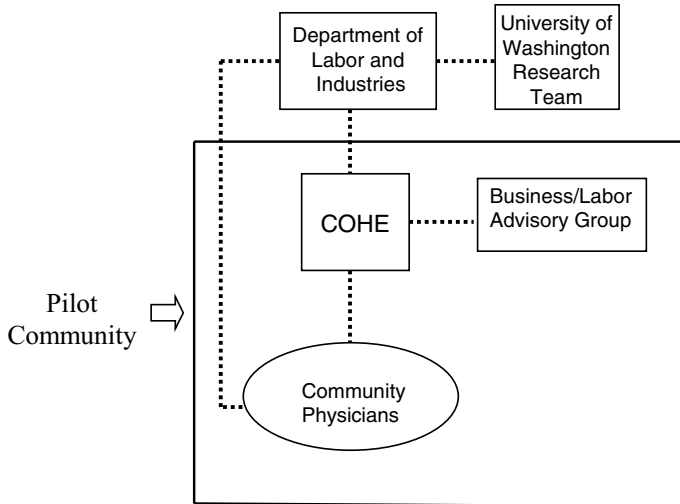 Department of
Labor and
Industries
University of
Washington
Research
Team
COHE
Business/Labor
Advisory Group
Pilot
Community
Community
Physicians